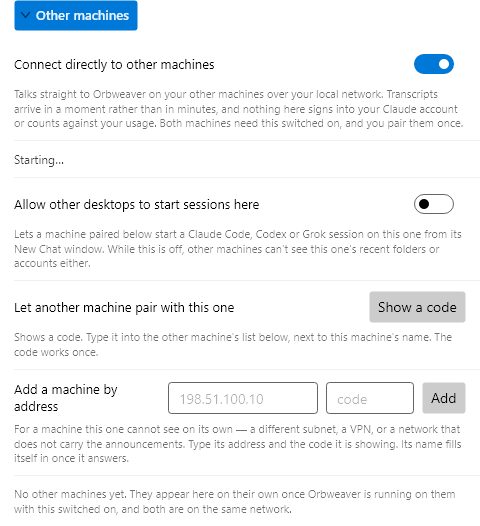 Other machines
Connect directly to other machines
Talks straight to Orbweaver on your other machines over your local network. Transcripts
arrive in a moment rather than in minutes, and nothing here signs into your Claude account
or counts against your usage. Both machines need this switched on, and you pair them once.
Starting...
Allow other desktops to start sessions here
Lets a machine paired below start a Claude Code, Codex or Grok session on this one from its
New Chat window. While this is off, other machines can't see this one's recent folders or
accounts either.
Let another machine pair with this one
Show a code
Shows a code. Type it into the other machine's list below, next to this machine's name. The
code works once.
Add a machine by
address
198.51.100.10
code
Add
For a machine this one cannot see on its own — a different subnet, a VPN, or a network that
does not carry the announcements. Type its address and the code it is showing. Its name fills
itself in once it answers.
No other machines yet. They appear here on their own once Orbweaver is running on them
with this switched on, and both are on the same network.